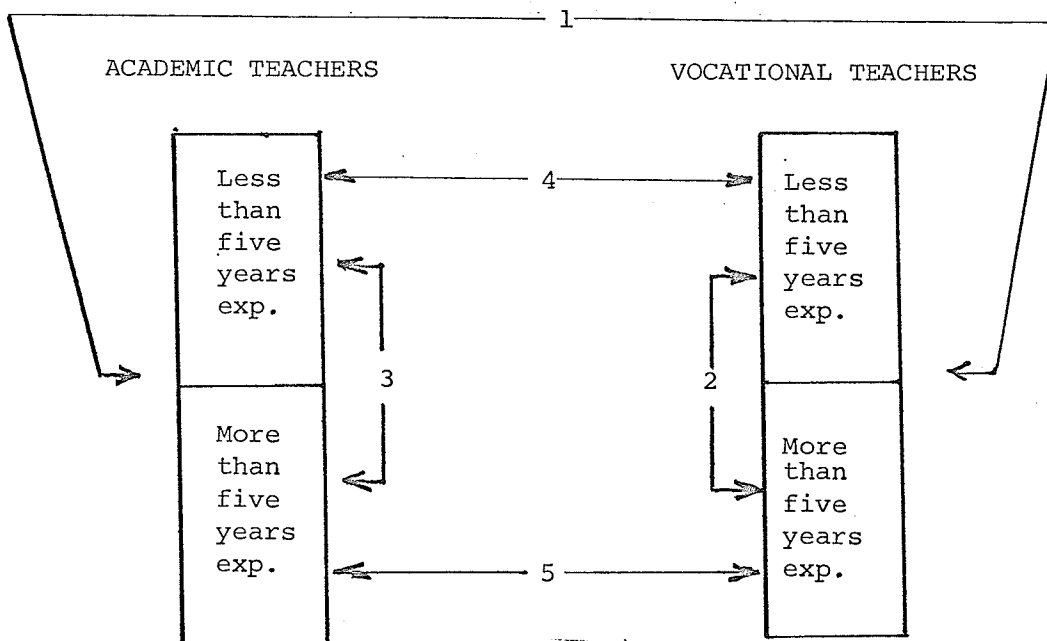 1
ACADEMIC TEACHERS
VOCATIONAL TEACHERS
Less
than
five
years
exp.
4
Less
than
five
years
exp.
3
2
More
than
five
years
exp.
More
than
five
years
exp.
5